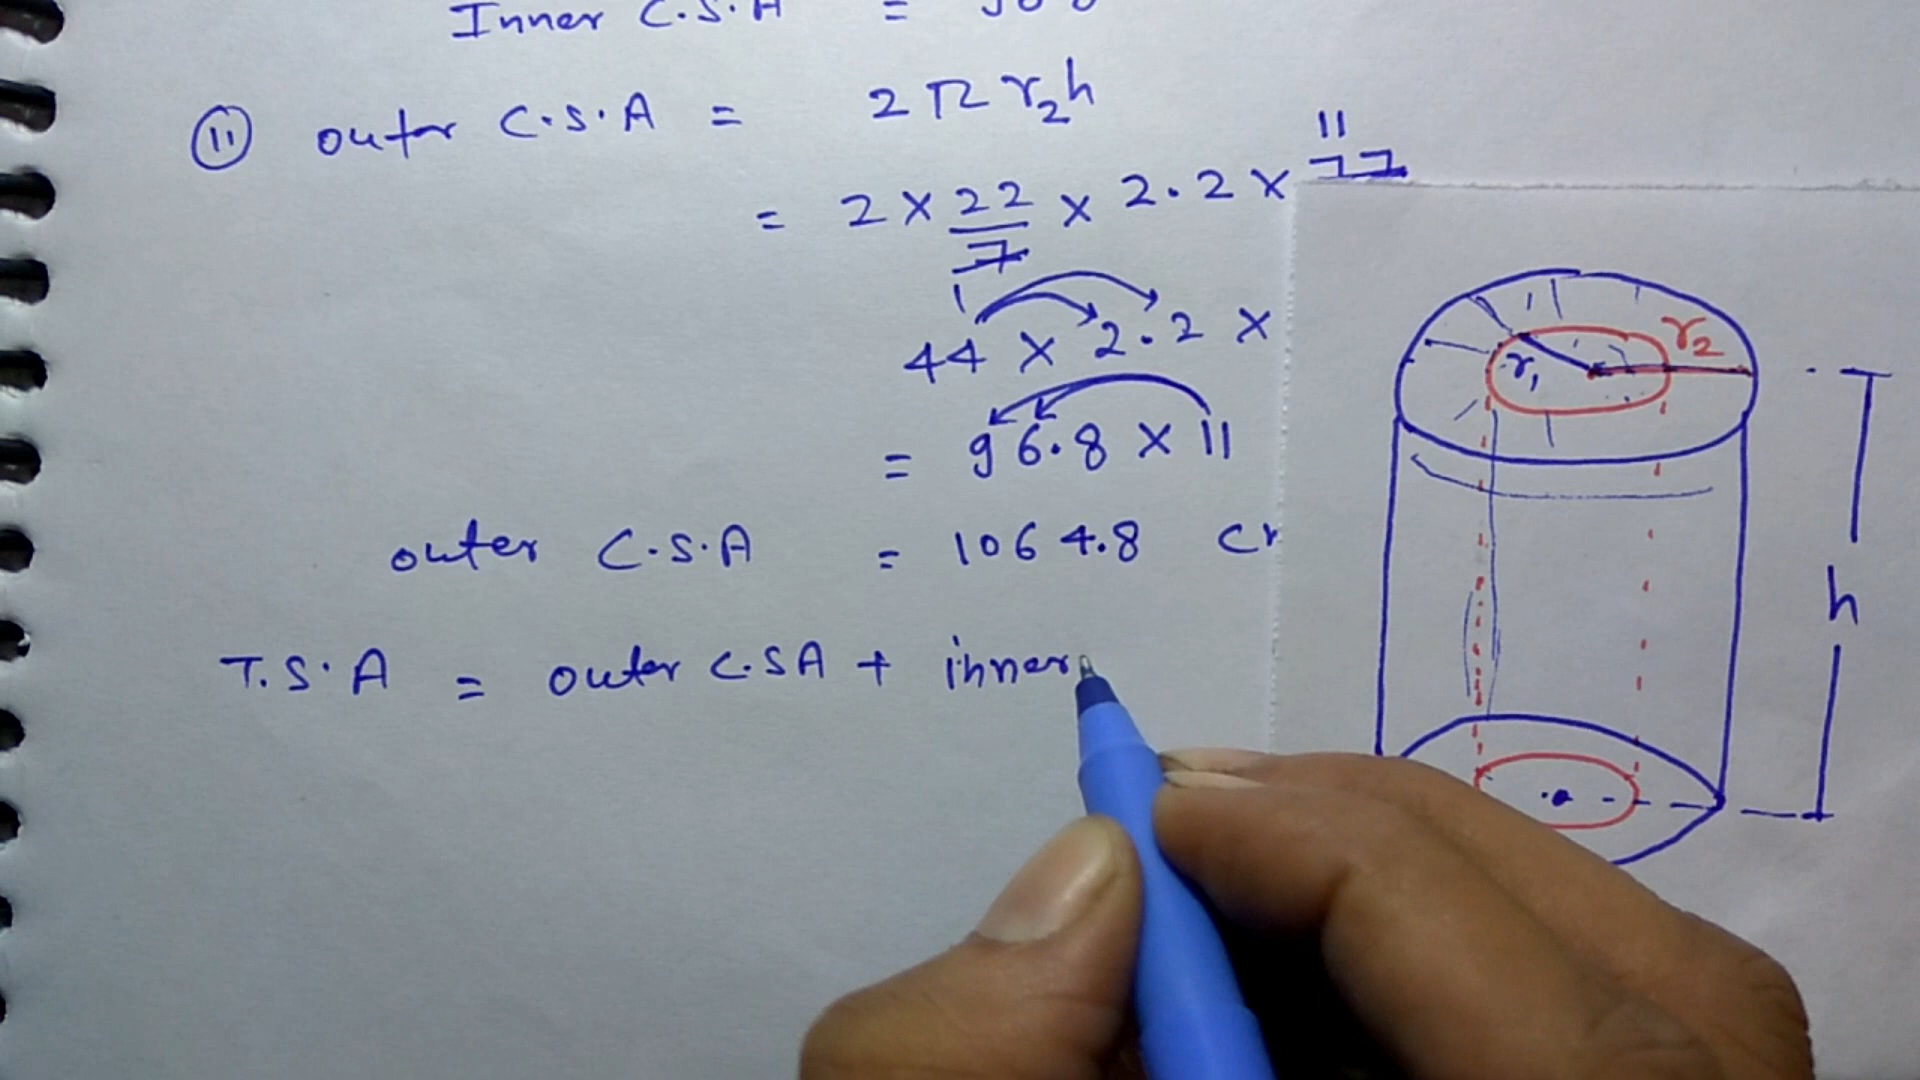 Inner C.S.A =
(11) outer C.S.A = 2πr₂h
= 2 × 22/7 × 2.2 × 77
11
1
44 × 2.2 ×
= 96.8 × 11
outer C.S.A = 1064.8
T.S.A = outer C.SA + inner
r₁
r₂
h